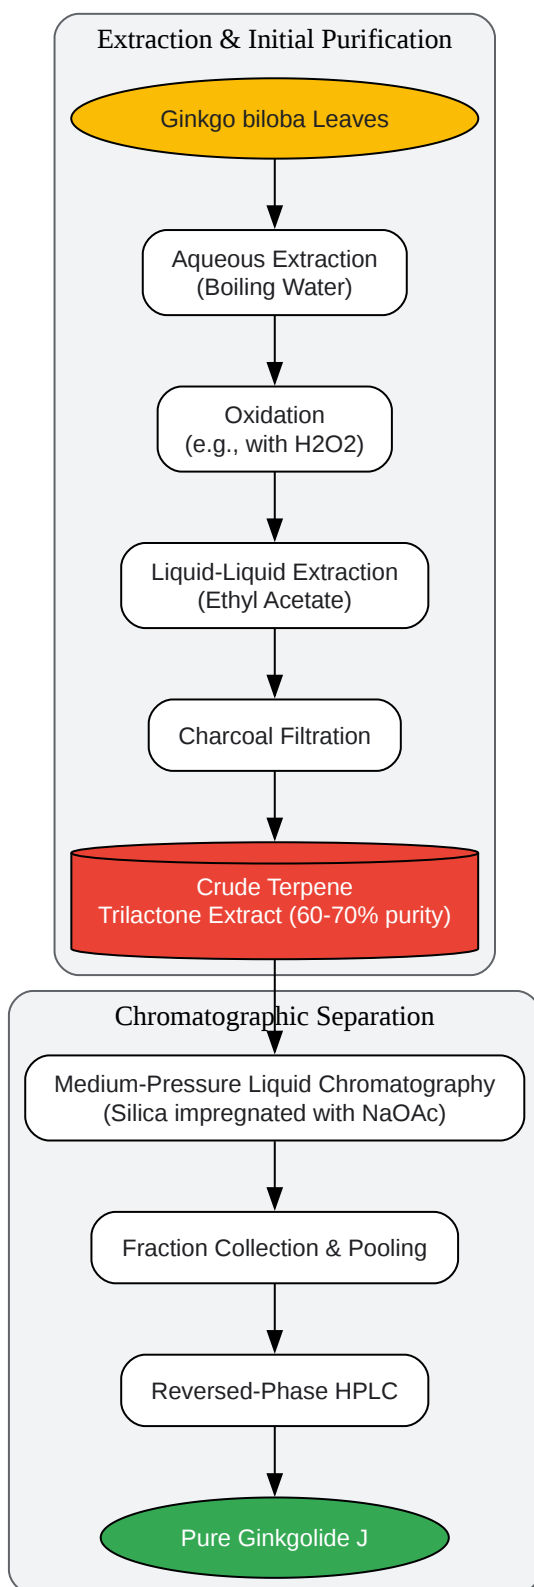 Extraction & Initial Purification
Ginkgo biloba Leaves
Aqueous Extraction
(Boiling Water)
Oxidation
(e.g., with H2O2)
Liquid-Liquid Extraction
(Ethyl Acetate)
Charcoal Filtration
Crude Terpene
Trilactone Extract (60-70% purity)
Chromatographic Separation
Medium-Pressure Liquid Chromatography
(Silica impregnated with NaOAc)
Fraction Collection & Pooling
Reversed-Phase HPLC
Pure Ginkgolide J